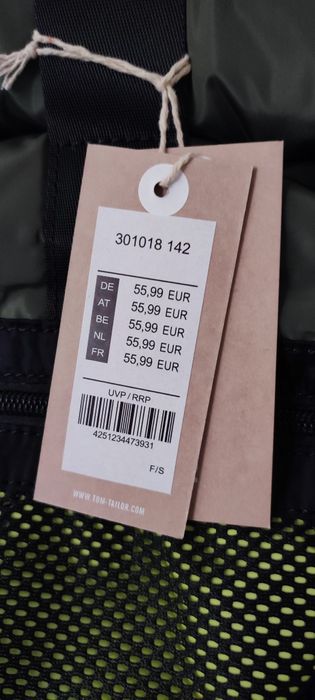 301018 142
DE 55,99 EUR
AT 55,99 EUR
BE 55,99 EUR
NL 55,99 EUR
FR 55,99 EUR
UVP / RRP
4251234473931
F/S
WWW.TOM-TAILOR.COM